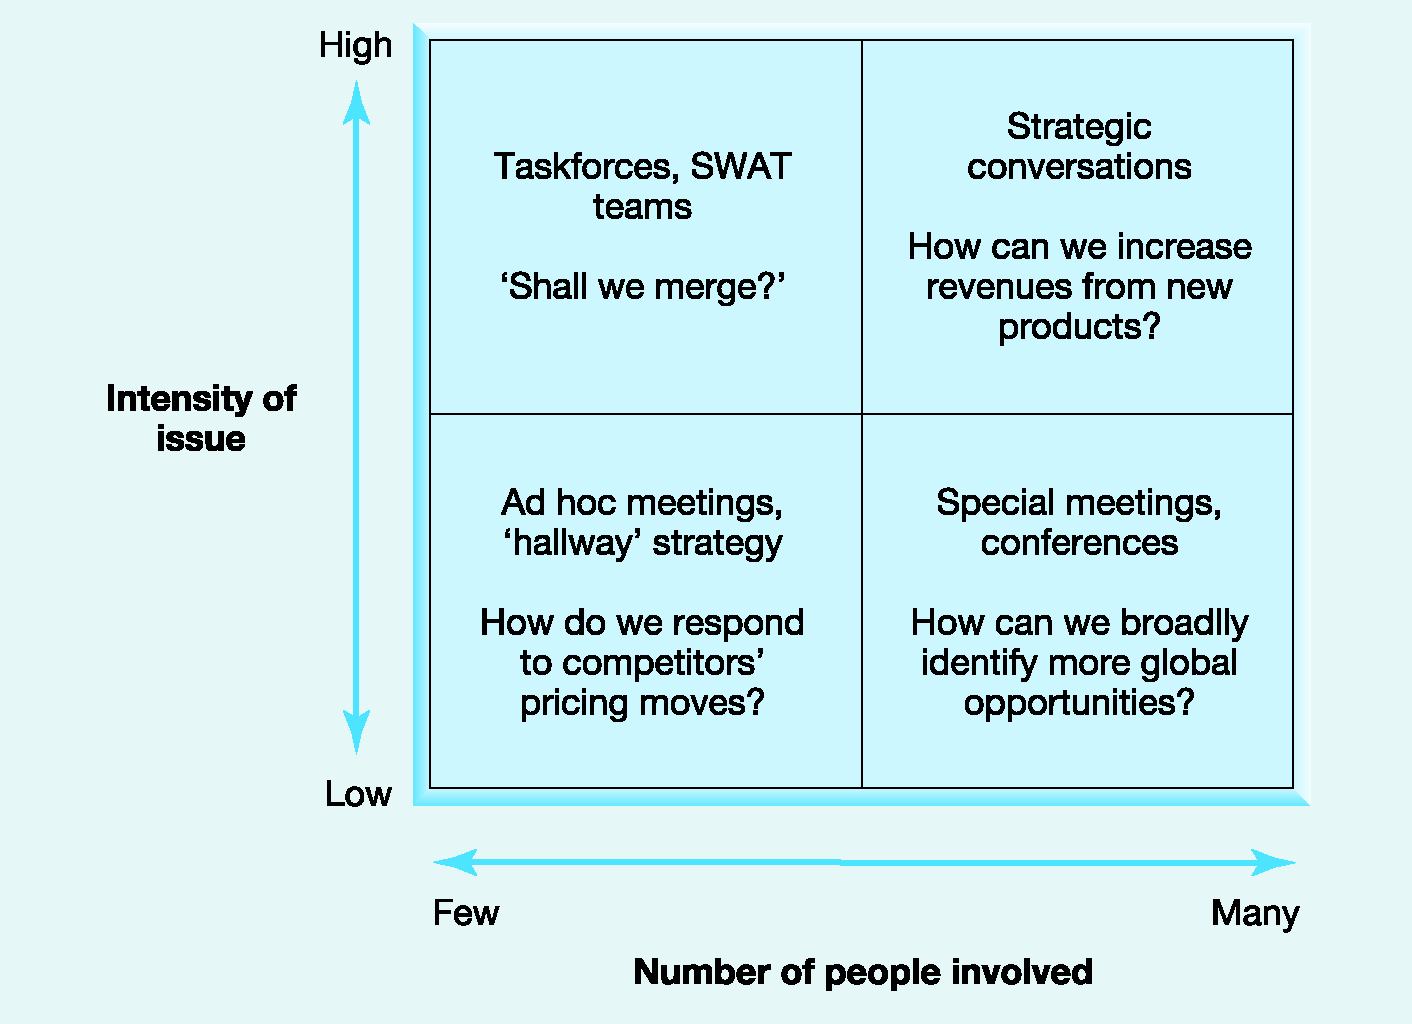 High
Taskforces, SWAT
teams
‘Shall we merge?’
Strategic
conversations
How can we increase
revenues from new
products?
Intensity of
issue
Ad hoc meetings,
‘hallway’ strategy
How do we respond
to competitors’
pricing moves?
Special meetings,
conferences
How can we broadlly
identify more global
opportunities?
Low
Few
Many
Number of people involved